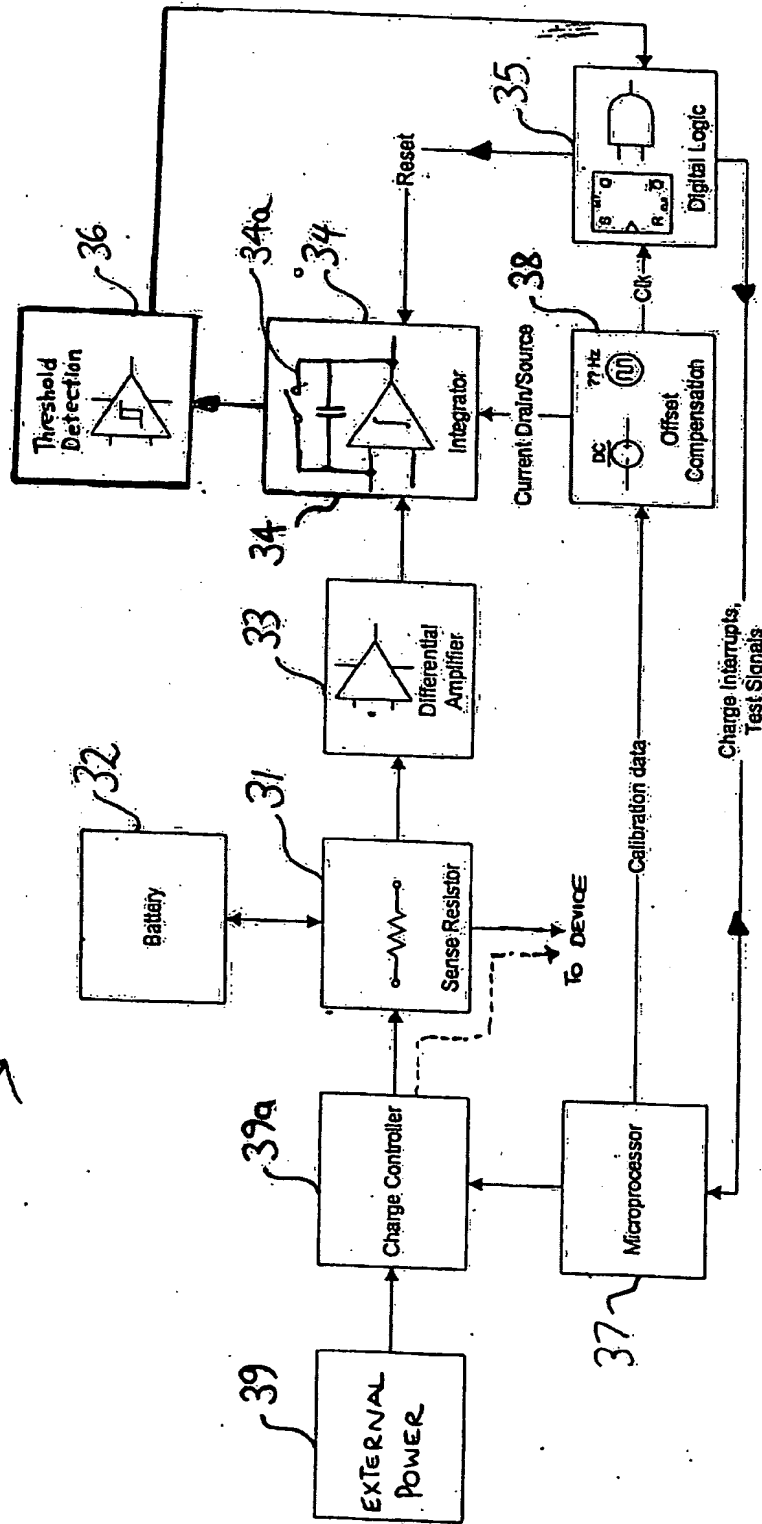 36
Threshold
Detection
34a
34
Integrator
34
Reset
35
S
Q
R
Q
Digital Logic
32
Battery
31
Sense Resistor
33
Differential
Amplifier
Current Drain/Source
38
DC
?? Hz
Offset
Compensation
Clk
39
EXTERNAL
POWER
39a
Charge Controller
TO DEVICE
37
Microprocessor
Calibration data
Charge Interrupts,
Test Signals